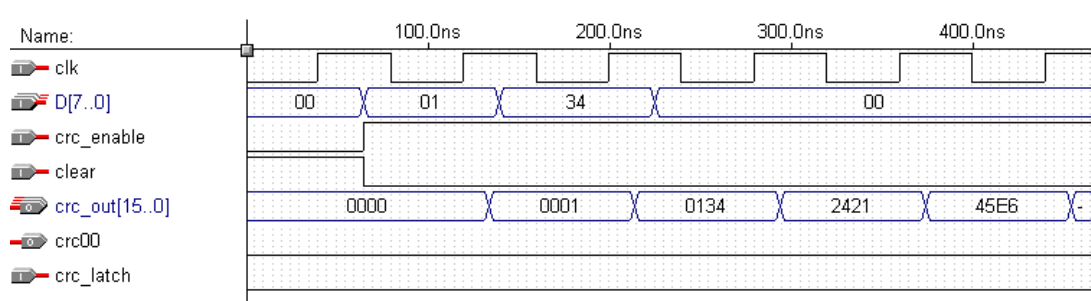 Name: 100.0ns 200.0ns 300.0ns 400.0ns
clk
D[7..0] 00 01 34 00
crc_enable
clear
crc_out[15..0] 0000 0001 0134 2421 45E6 -
crc00
crc_latch